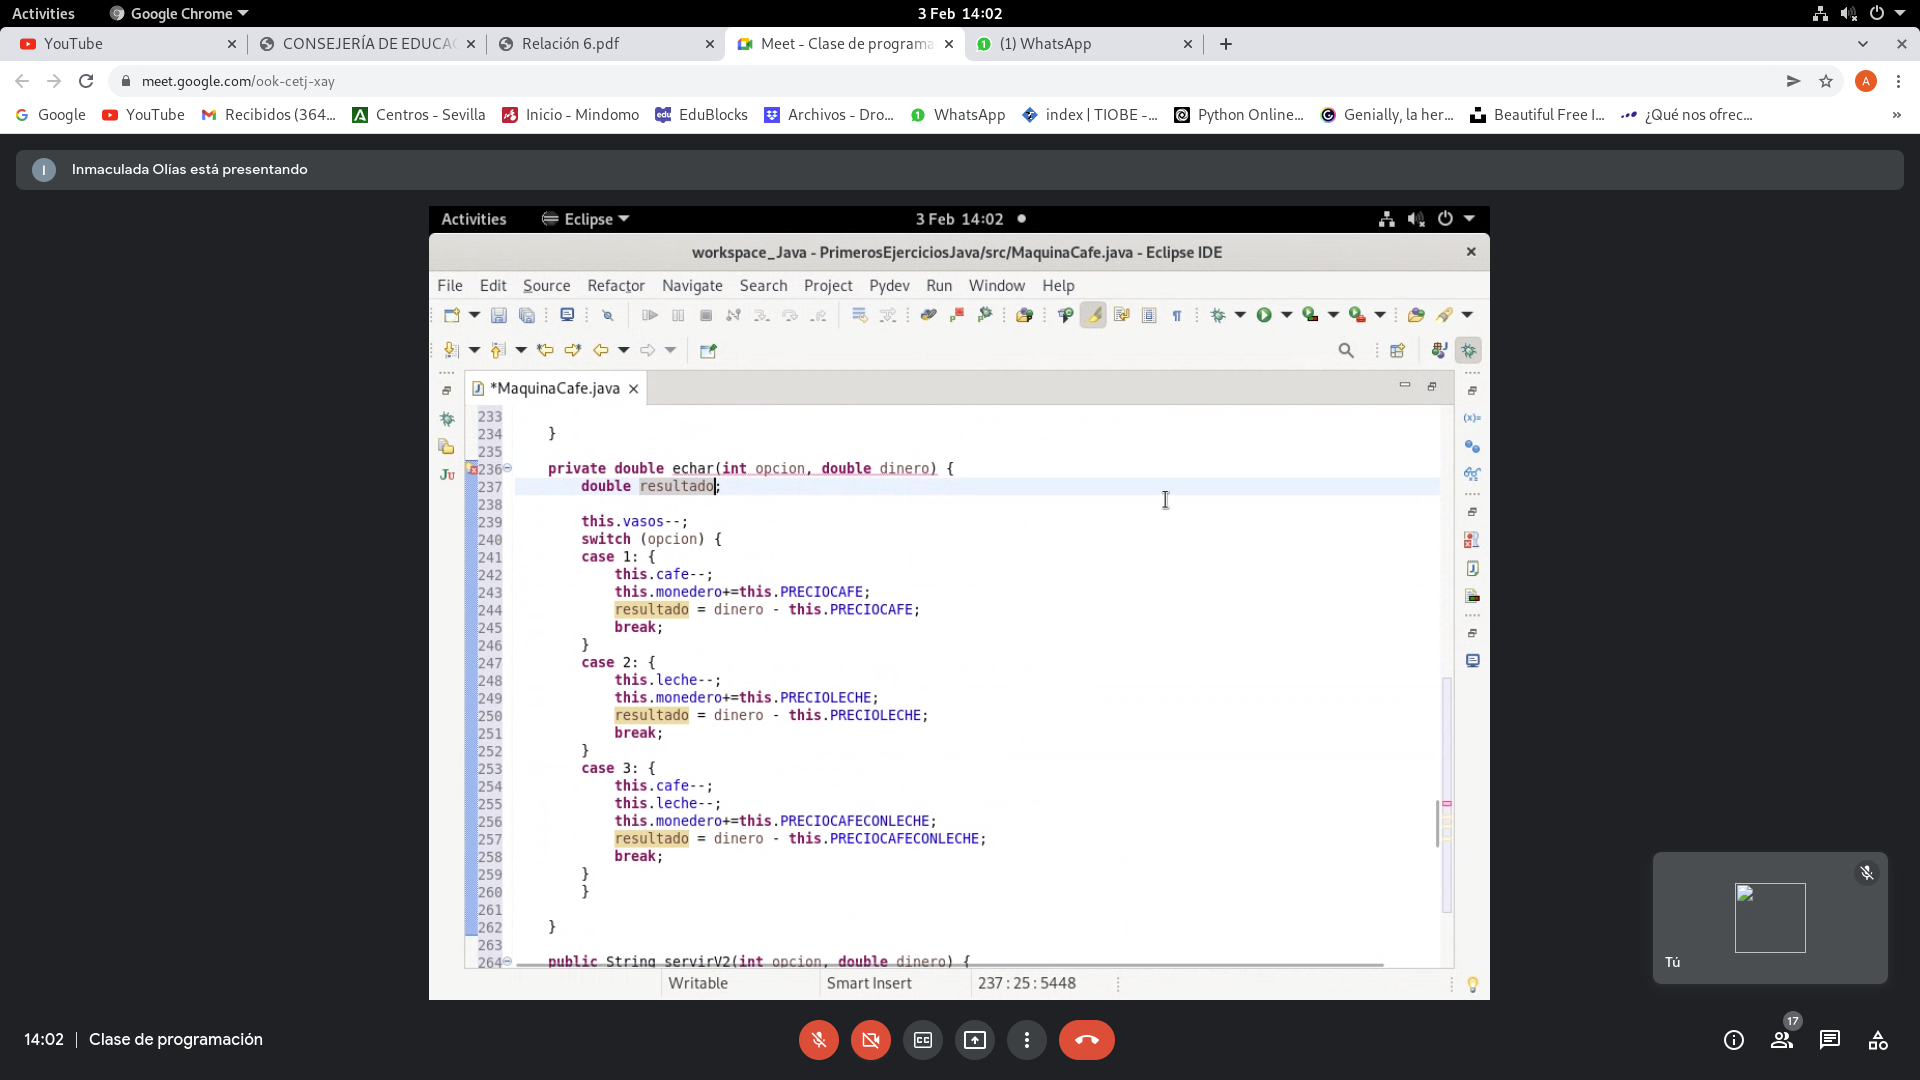 Activities
Google Chrome
3 Feb 14:02
YouTube
CONSEJERÍA DE EDUCA
Relación 6.pdf
Meet - Clase de programa
(1) WhatsApp
meet.google.com/ook-cetj-xay
A
Google
YouTube
Recibidos (364...
Centros - Sevilla
Inicio - Mindomo
EduBlocks
Archivos - Dro...
WhatsApp
index | TIOBE -...
Python Online...
Genially, la her...
Beautiful Free I...
¿Qué nos ofrec...
»
I
Inmaculada Olías está presentando
Activities
Eclipse
3 Feb 14:02
workspace_Java - PrimerosEjerciciosJava/src/MaquinaCafe.java - Eclipse IDE
File Edit Source Refactor Navigate Search Project Pydev Run Window Help
*MaquinaCafe.java
233
234 }
235
236 private double echar(int opcion, double dinero) {
237 double resultado;
238
239 this.vasos--;
240 switch (opcion) {
241 case 1: {
242 this.cafe--;
243 this.monedero+=this.PRECIOCAFE;
244 resultado = dinero - this.PRECIOCAFE;
245 break;
246 }
247 case 2: {
248 this.leche--;
249 this.monedero+=this.PRECIOLECHE;
250 resultado = dinero - this.PRECIOLECHE;
251 break;
252 }
253 case 3: {
254 this.cafe--;
255 this.leche--;
256 this.monedero+=this.PRECIOCAFECONLECHE;
257 resultado = dinero - this.PRECIOCAFECONLECHE;
258 break;
259 }
260 }
261
262 }
263
264 public String servirV2(int opcion, double dinero) {
Writable
Smart Insert
237 : 25 : 5448
Tú
14:02 | Clase de programación
17